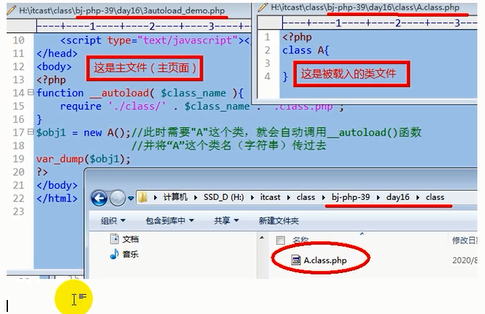 H:\itcast\class\bj-php-39\day16\3autoload_demo.php
10 <script type="text/javascript"><
11 </head>
12 <body>
这是主文件（主页面）
13 <?php
14 function __autoload( $class_name ){
15 require './class/' . $class_name . '.class.php';
16 }
17 $obj1 = new A();//此时需要"A"这个类，就会自动调用__autoload()函数
18 //并将“A”这个类名（字符串）传过去
19 var_dump($obj1);
20 ?>
21 </body>
22 </html>
23
H:\itcast\class\bj-php-39\day16\class\A.class.php
1 <?php
2 class A{
3
4 }
这是被载入的类文件
计算机 SSD_D (H:) itcast class bj-php-39 day16 class
组织 包含到库中 共享 新建文件夹
文档
音乐
名称 修改日
A.class.php 2020/8